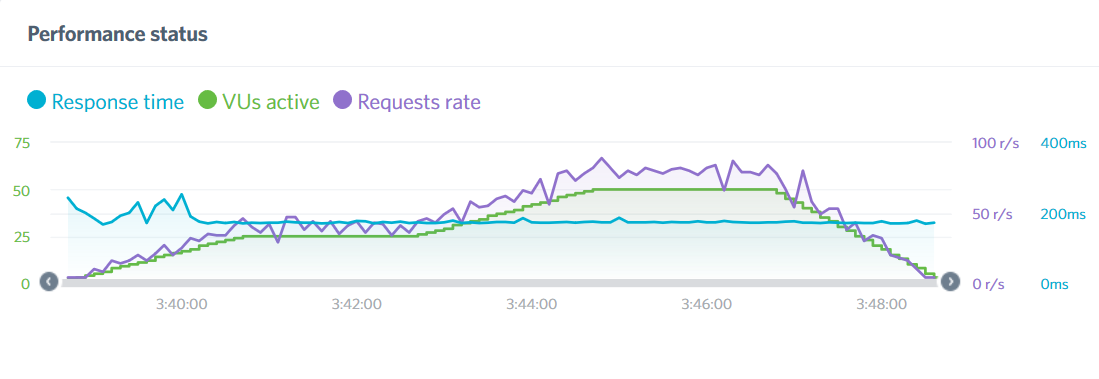 Performance status
Response time VUs active Requests rate
75 100 r/s 400ms
50
50 r/s 200ms
25
0 0 r/s 0ms
3:40:00 3:42:00 3:44:00 3:46:00 3:48:00